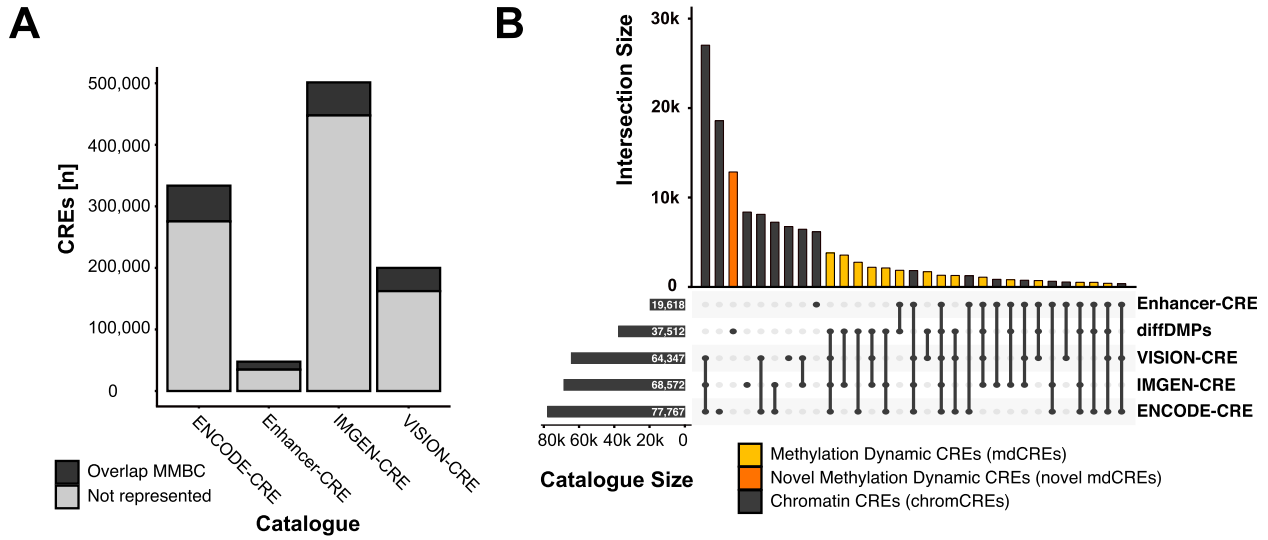 A
500,000
400,000
300,000
200,000
100,000
0
CREs [n]
ENCODE-CRE
Enhancer-CRE
IMGEN-CRE
VISION-CRE
Catalogue
Overlap MMBC
Not represented
B
30k
20k
10k
0
Intersection Size
19,618
37,512
64,347
68,572
77,767
Enhancer-CRE
diffDMPs
VISION-CRE
IMGEN-CRE
ENCODE-CRE
80k 60k 40k 20k 0
Catalogue Size
Methylation Dynamic CREs (mdCREs)
Novel Methylation Dynamic CREs (novel mdCREs)
Chromatin CREs (chromCREs)